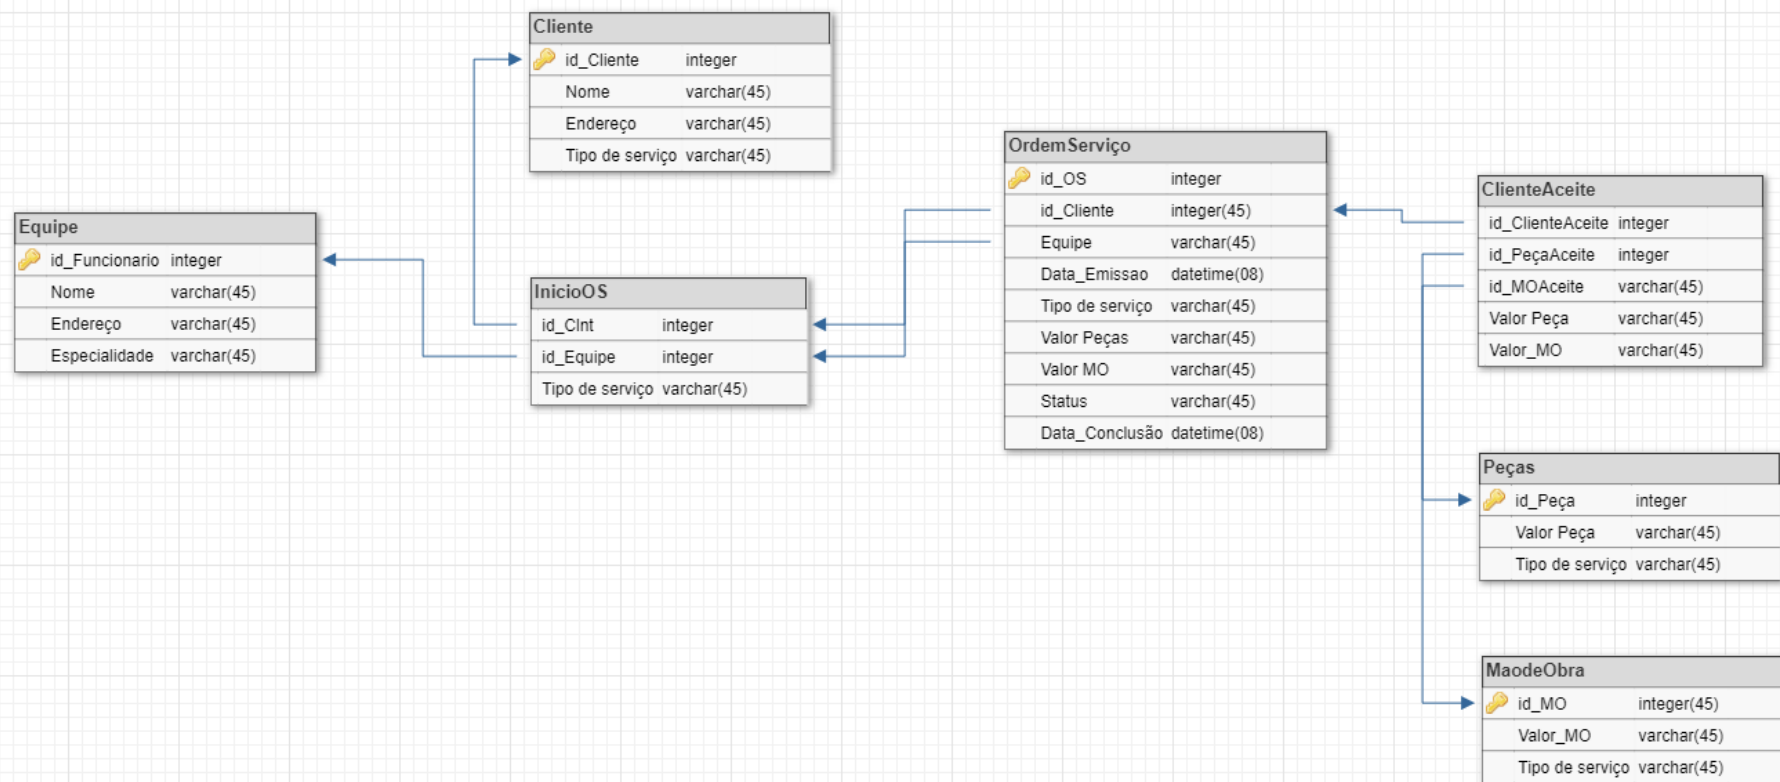 Cliente
id_Cliente integer
Nome varchar(45)
Endereço varchar(45)
Tipo de serviço varchar(45)
Equipe
id_Funcionario integer
Nome varchar(45)
Endereço varchar(45)
Especialidade varchar(45)
InicioOS
id_Clnt integer
id_Equipe integer
Tipo de serviço varchar(45)
OrdemServiço
id_OS integer
id_Cliente integer(45)
Equipe varchar(45)
Data_Emissao datetime(08)
Tipo de serviço varchar(45)
Valor Peças varchar(45)
Valor MO varchar(45)
Status varchar(45)
Data_Conclusão datetime(08)
ClienteAceite
id_ClienteAceite integer
id_PeçaAceite integer
id_MOAceite varchar(45)
Valor Peça varchar(45)
Valor_MO varchar(45)
Peças
id_Peça integer
Valor Peça varchar(45)
Tipo de serviço varchar(45)
MaodeObra
id_MO integer(45)
Valor_MO varchar(45)
Tipo de serviço varchar(45)